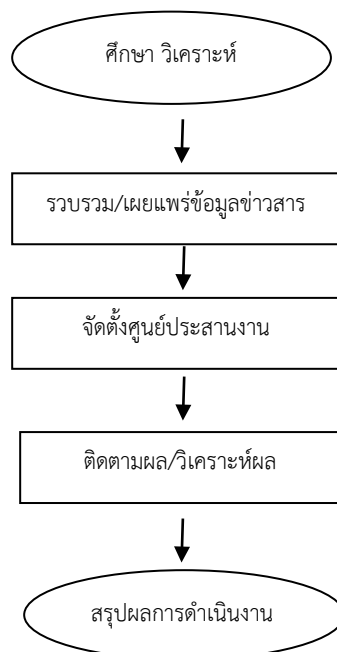 ศึกษา วิเคราะห์
รวบรวม/เผยแพร่ข้อมูลข่าวสาร
จัดตั้งศูนย์ประสานงาน
ติดตามผล/วิเคราะห์ผล
สรุปผลการดำเนินงาน